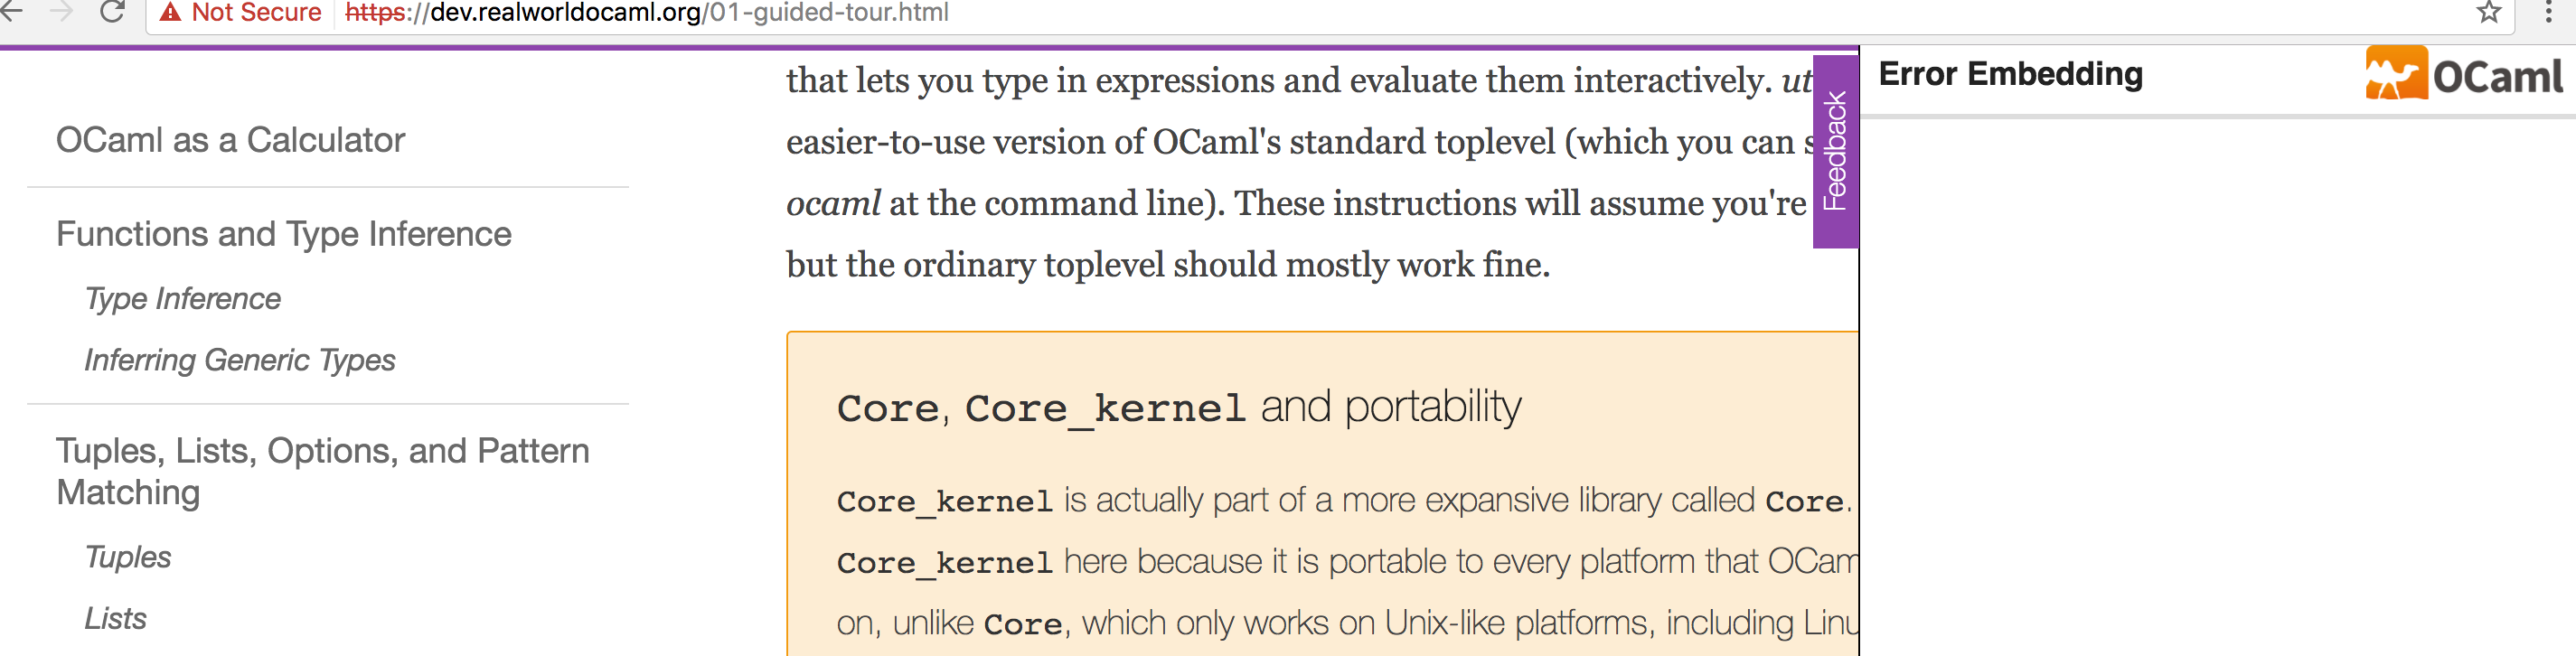 Not Secure https://dev.realworldocaml.org/01-guided-tour.html
OCaml as a Calculator
Functions and Type Inference
Type Inference
Inferring Generic Types
Tuples, Lists, Options, and Pattern
Matching
Tuples
Lists
that lets you type in expressions and evaluate them interactively. ut
easier-to-use version of OCaml's standard toplevel (which you can s
ocaml at the command line). These instructions will assume you're
but the ordinary toplevel should mostly work fine.
Core, Core_kernel and portability
Core_kernel is actually part of a more expansive library called Core.
Core_kernel here because it is portable to every platform that OCam
on, unlike Core, which only works on Unix-like platforms, including Linu
Feedback
Error Embedding
OCaml